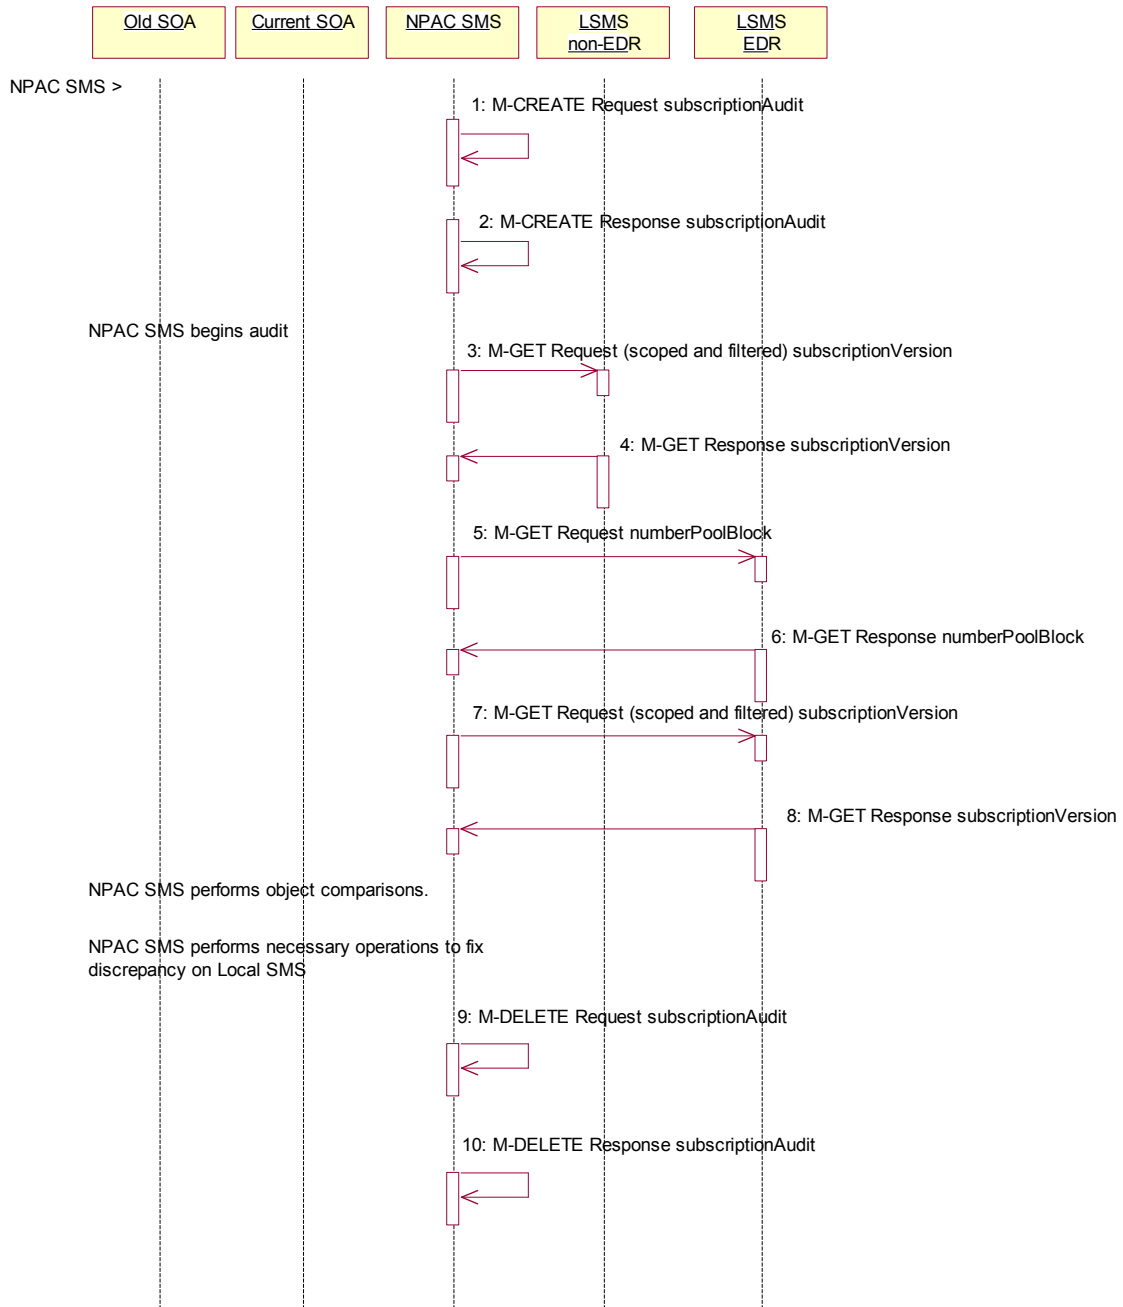 Old SOA
Current SOA
NPAC SMS
LSMS
non-EDR
LSMS
EDR
NPAC SMS >
1: M-CREATE Request subscriptionAudit
2: M-CREATE Response subscriptionAudit
NPAC SMS begins audit
3: M-GET Request (scoped and filtered) subscriptionVersion
4: M-GET Response subscriptionVersion
5: M-GET Request numberPoolBlock
6: M-GET Response numberPoolBlock
7: M-GET Request (scoped and filtered) subscriptionVersion
8: M-GET Response subscriptionVersion
NPAC SMS performs object comparisons.
NPAC SMS performs necessary operations to fix
discrepancy on Local SMS
9: M-DELETE Request subscriptionAudit
10: M-DELETE Response subscriptionAudit